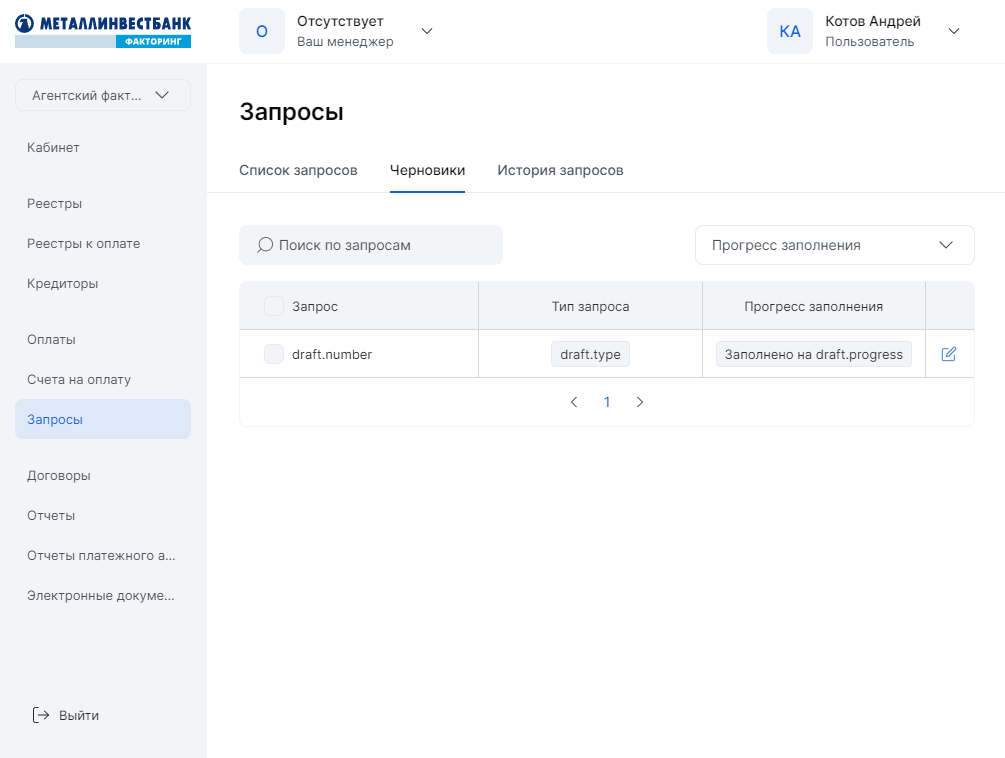 МЕТАЛЛИНВЕСТБАНК
ФАКТОРИНГ
О
Отсутствует
Ваш менеджер
КА
Котов Андрей
Пользователь
Агентский факт...
Кабинет
Реестры
Реестры к оплате
Кредиторы
Оплаты
Счета на оплату
Запросы
Договоры
Отчеты
Отчеты платежного а...
Электронные докуме...
Выйти
Запросы
Список запросов
Черновики
История запросов
Поиск по запросам
Прогресс заполнения
Запрос
Тип запроса
Прогресс заполнения
draft.number
draft.type
Заполнено на draft.progress
1